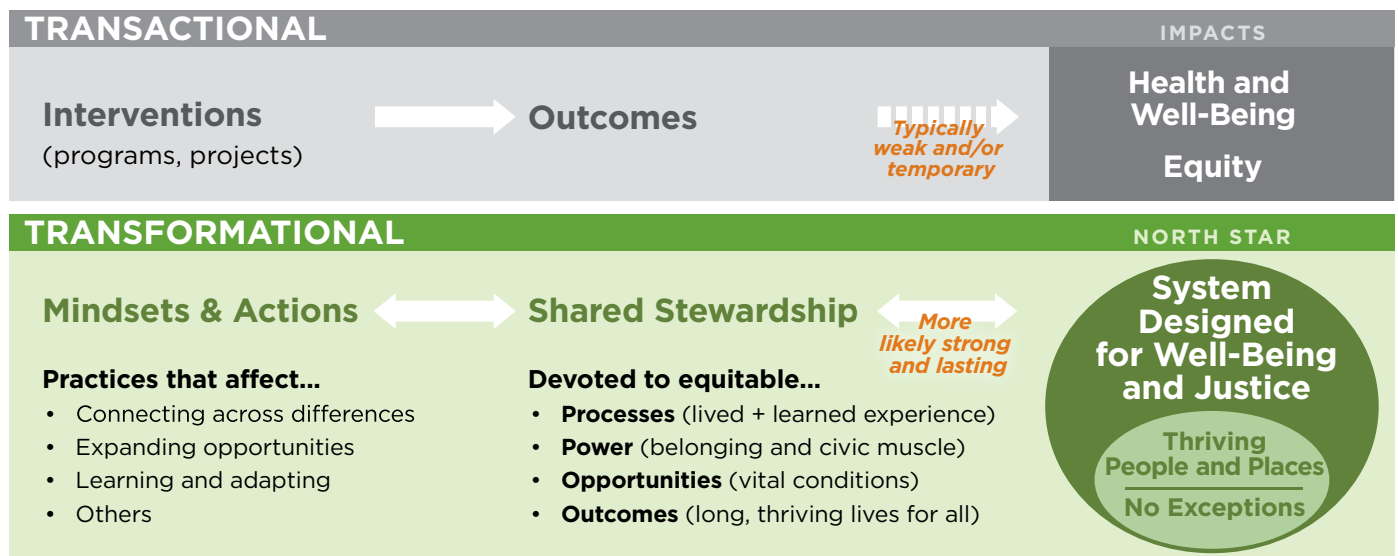 TRANSACTIONAL
IMPACTS
Interventions
(programs, projects)
Outcomes
Typically
weak and/or
temporary
Health and
Well-Being
Equity
TRANSFORMATIONAL
NORTH STAR
Mindsets & Actions
Practices that affect...
• Connecting across differences
• Expanding opportunities
• Learning and adapting
• Others
Shared Stewardship
Devoted to equitable...
• Processes (lived + learned experience)
• Power (belonging and civic muscle)
• Opportunities (vital conditions)
• Outcomes (long, thriving lives for all)
More
likely strong
and lasting
System
Designed
for Well-Being
and Justice
Thriving
People and Places
No Exceptions